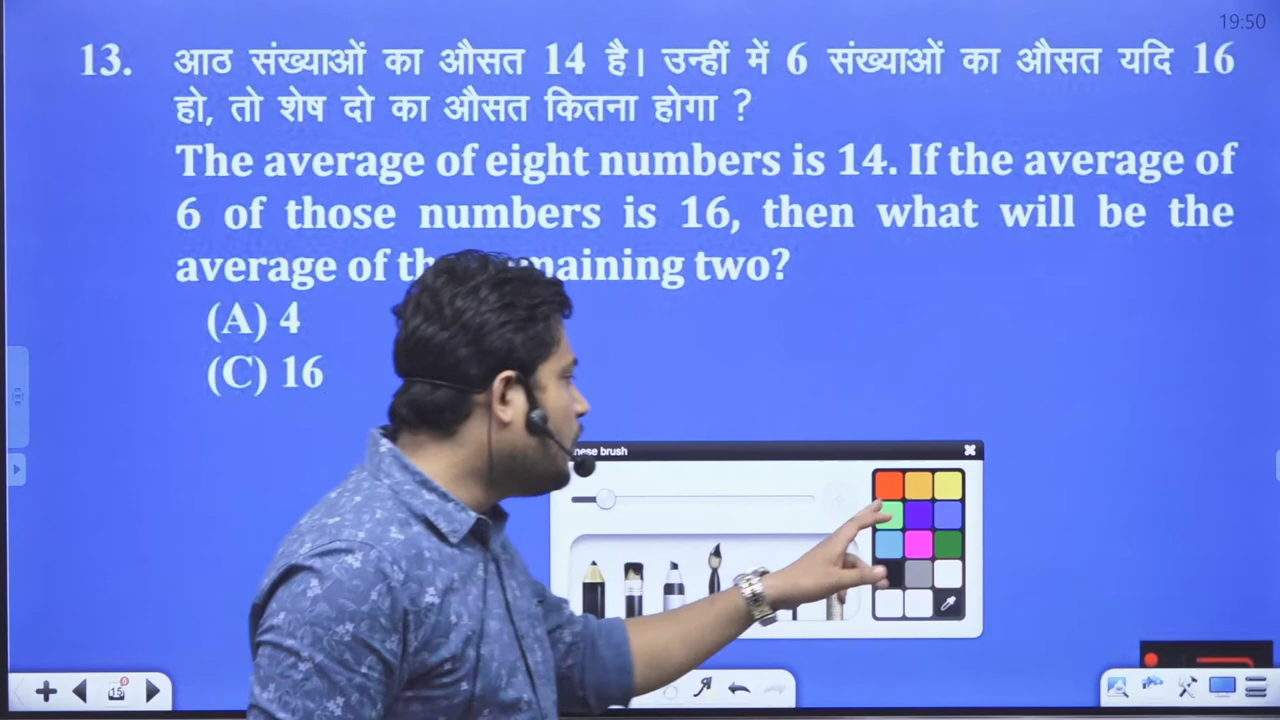 19:50
13. आठ संख्याओं का औसत 14 है। उन्हीं में 6 संख्याओं का औसत यदि 16
हो, तो शेष दो का औसत कितना होगा ?
The average of eight numbers is 14. If the average of
6 of those numbers is 16, then what will be the
average of two?
(A) 4
(C) 16
brush
15